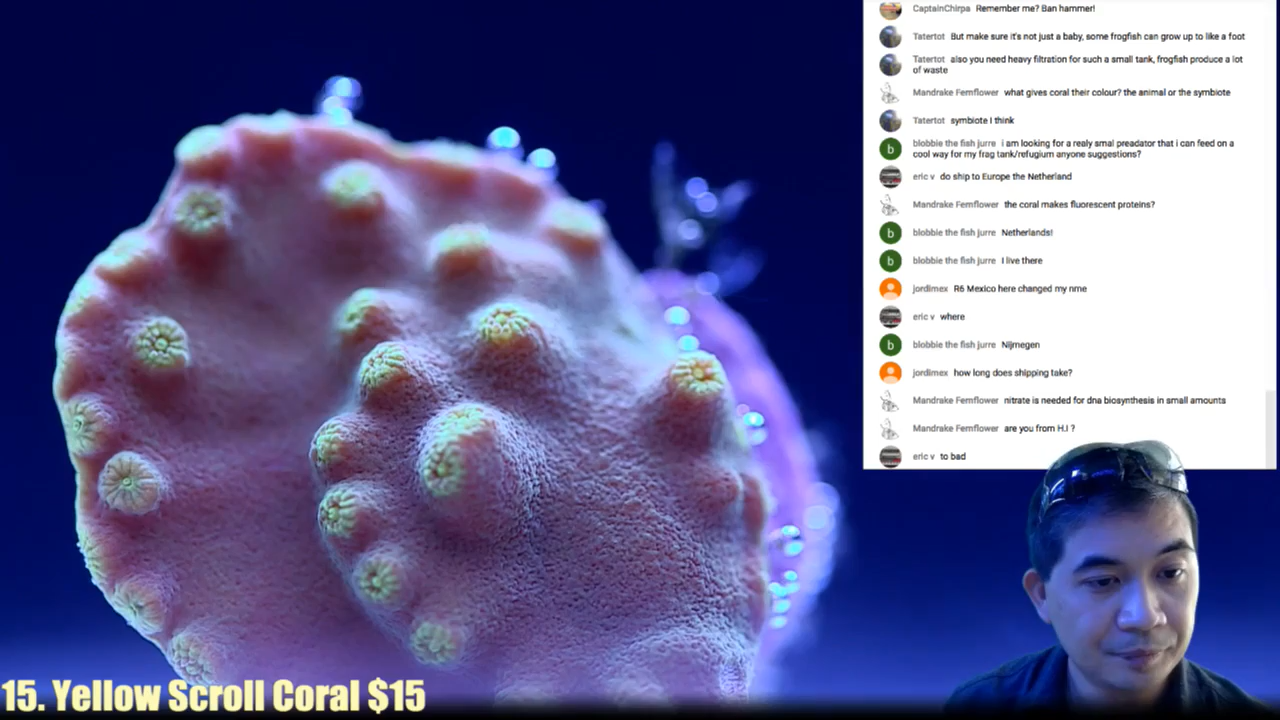 CaptainChirpa Remember me? Ban hammer!
Tatertot But make sure it's not just a baby, some frogfish can grow up to like a foot
Tatertot also you need heavy filtration for such a small tank, frogfish produce a lot
of waste
Mandrake Fernflower what gives coral their colour? the animal or the symbiote
Tatertot symbiote I think
b blobbie the fish jurre i am looking for a realy smal preadator that i can feed on a
cool way for my frag tank/refugium anyone suggestions?
eric v do ship to Europe the Netherland
Mandrake Fernflower the coral makes fluorescent proteins?
b blobbie the fish jurre Netherlands!
b blobbie the fish jurre I live there
jordimex R6 Mexico here changed my nme
eric v where
b blobbie the fish jurre Nijmegen
jordimex how long does shipping take?
Mandrake Fernflower nitrate is needed for dna biosynthesis in small amounts
Mandrake Fernflower are you from H.I ?
eric v to bad
15. Yellow Scroll Coral $15